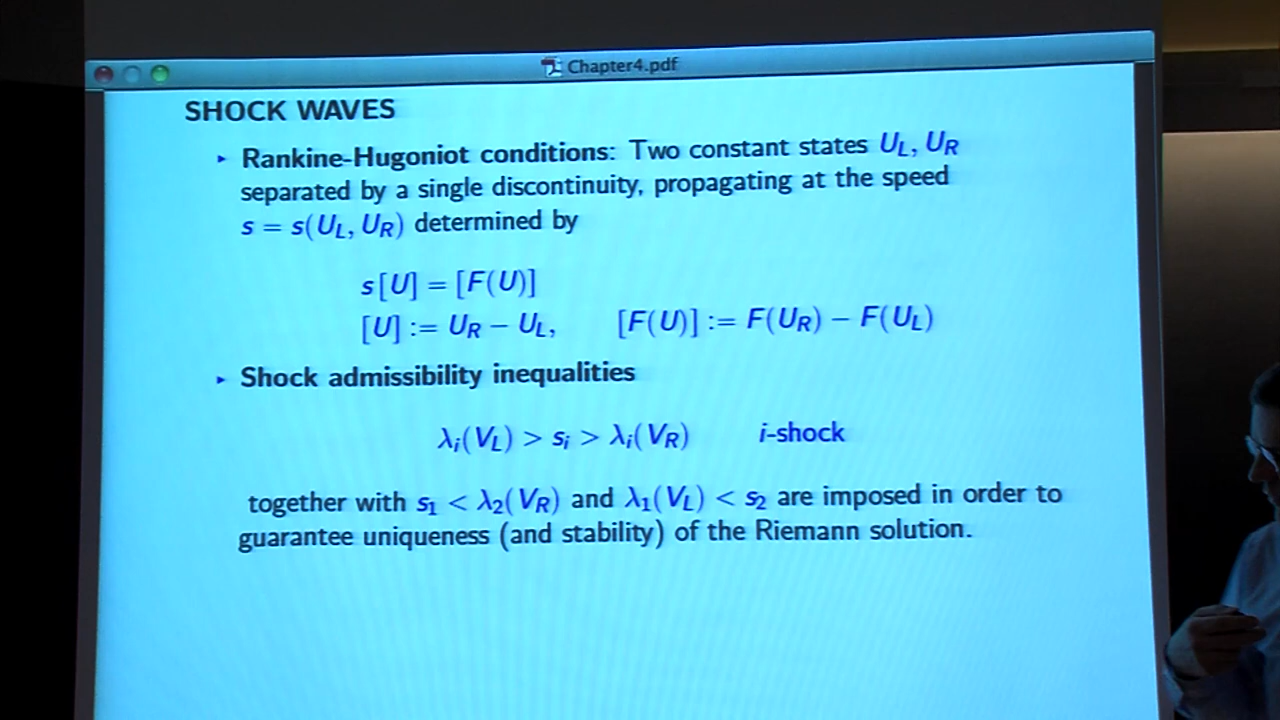 Chapter4.pdf
SHOCK WAVES
▸ Rankine-Hugoniot conditions: Two constant states U_L, U_R
separated by a single discontinuity, propagating at the speed
s = s(U_L, U_R) determined by
s[U] = [F(U)]
[U] := U_R − U_L, [F(U)] := F(U_R) − F(U_L)
▸ Shock admissibility inequalities
λ_i(V_L) > s_i > λ_i(V_R) i-shock
together with s_1 < λ_2(V_R) and λ_1(V_L) < s_2 are imposed in order to
guarantee uniqueness (and stability) of the Riemann solution.